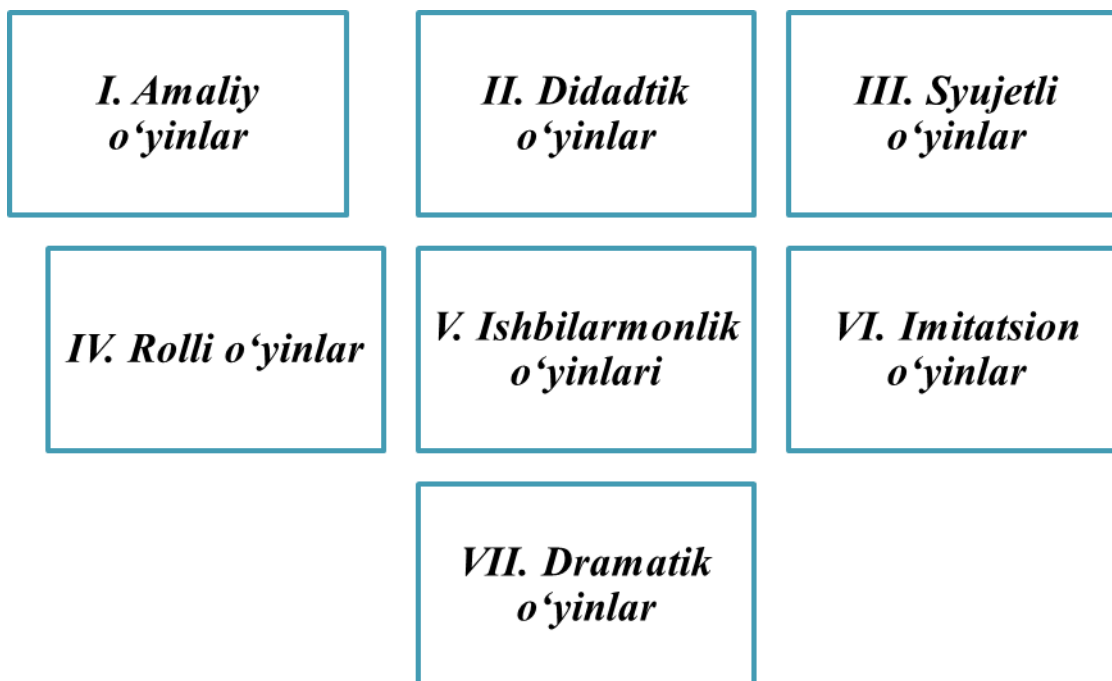 I. Amaliy
o‘yinlar
II. Didadtik
o‘yinlar
III. Syujetli
o‘yinlar
IV. Rolli o‘yinlar
V. Ishbilarmonlik
o‘yinlari
VI. Imitatsion
o‘yinlar
VII. Dramatik
o‘yinlar